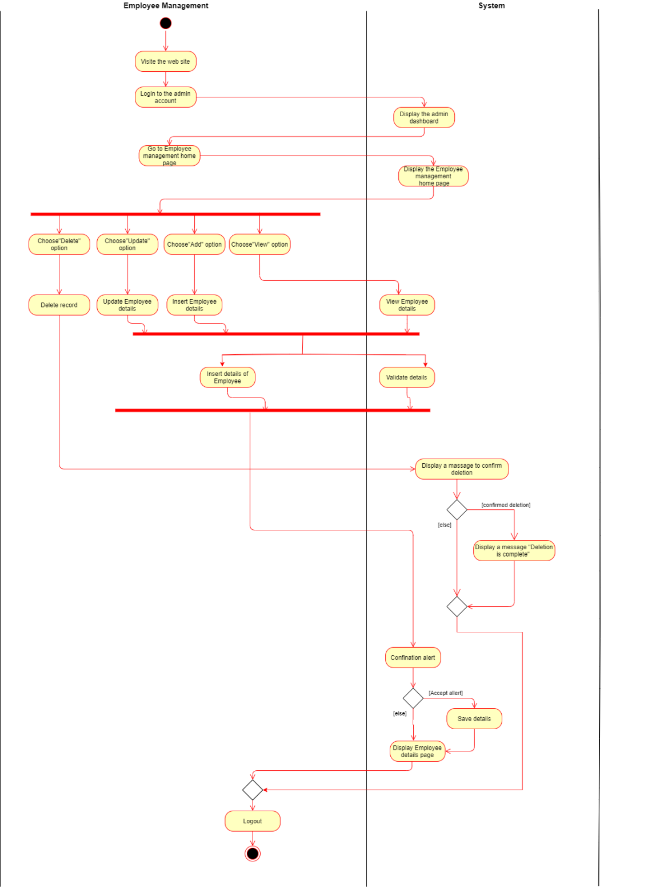 Employee Management
System
Visite the web site
Login to the admin
account
Display the admin
dashboard
Go to Employee
management home
page
Display the Employee
management
home page
Choose"Delete"
option
Choose"Update"
option
Choose"Add" option
Choose"View" option
Delete record
Update Employee
details
Insert Employee
details
View Employee
details
Insert details of
Employee
Validate details
Display a massage to confirm
deletion
[confirmed deletion]
[else]
Display a message "Deletion
is complete"
Confination alert
[Accept allert]
[else]
Save details
Display Employee
details page
Logout